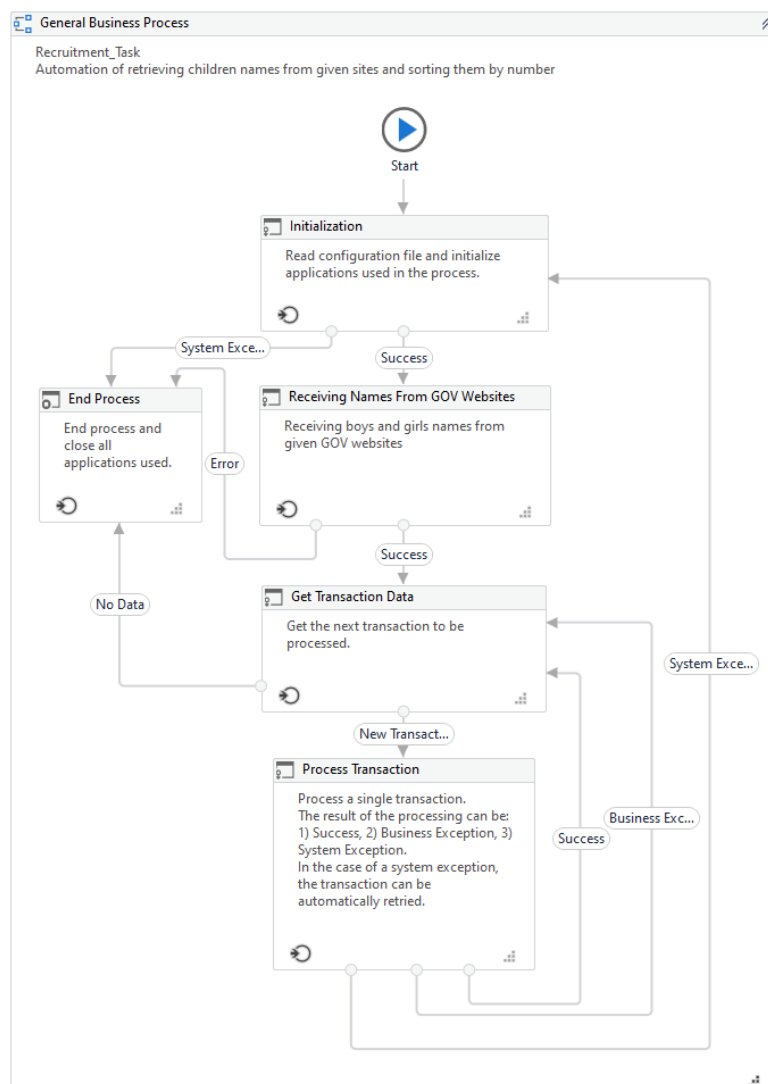 General Business Process
Recruitment_Task
Automation of retrieving children names from given sites and sorting them by number
Start
Initialization
Read configuration file and initialize
applications used in the process.
System Exce...
Success
End Process
End process and
close all
applications used.
Receiving Names From GOV Websites
Receiving boys and girls names from
given GOV websites
Error
Success
No Data
Get Transaction Data
Get the next transaction to be
processed.
System Exce...
New Transact...
Process Transaction
Process a single transaction.
The result of the processing can be:
1) Success, 2) Business Exception, 3)
System Exception.
In the case of a system exception,
the transaction can be
automatically retried.
Business Exc...
Success